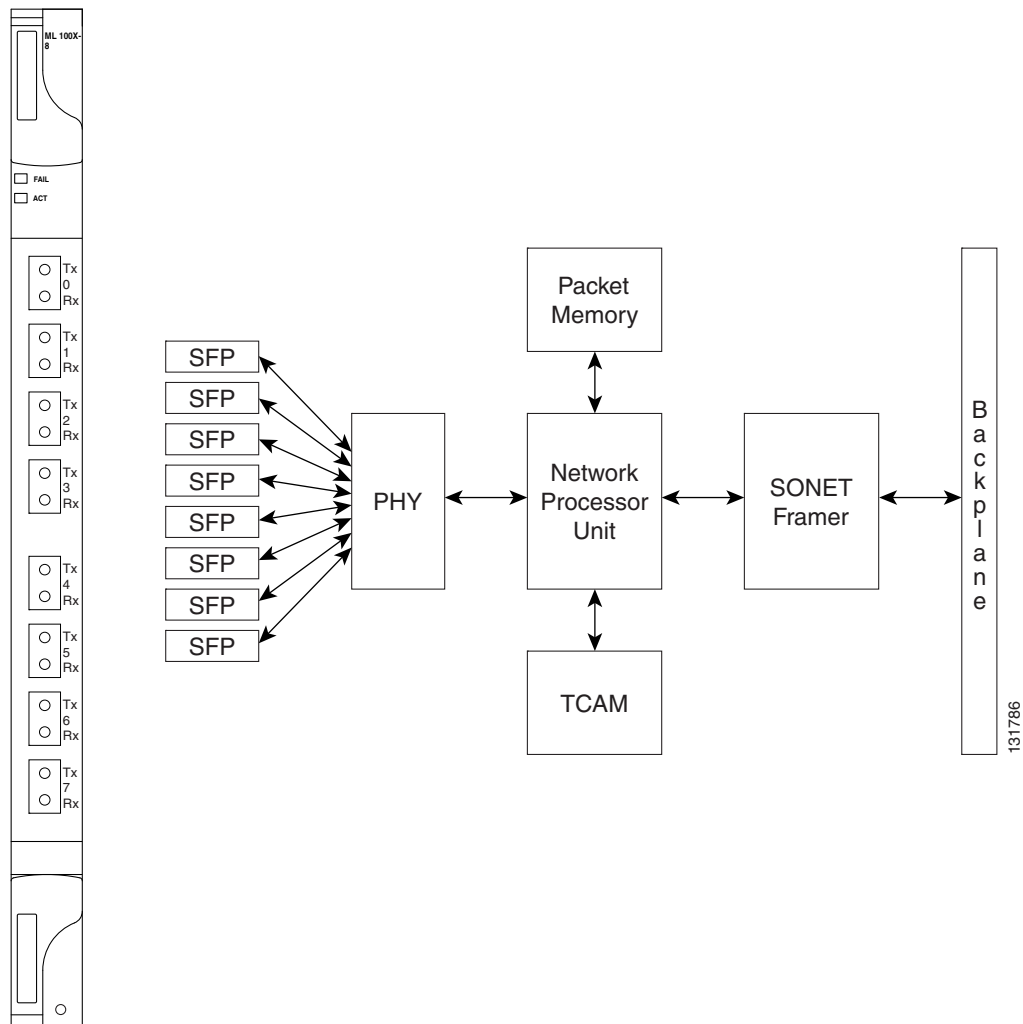 ML 100X-
8
FAIL
ACT
Tx
0
Rx
Tx
1
Rx
Tx
2
Rx
Tx
3
Rx
Tx
4
Rx
Tx
5
Rx
Tx
6
Rx
Tx
7
Rx
SFP
SFP
SFP
SFP
SFP
SFP
SFP
SFP
PHY
Packet
Memory
Network
Processor
Unit
TCAM
SONET
Framer
Backplane
131786